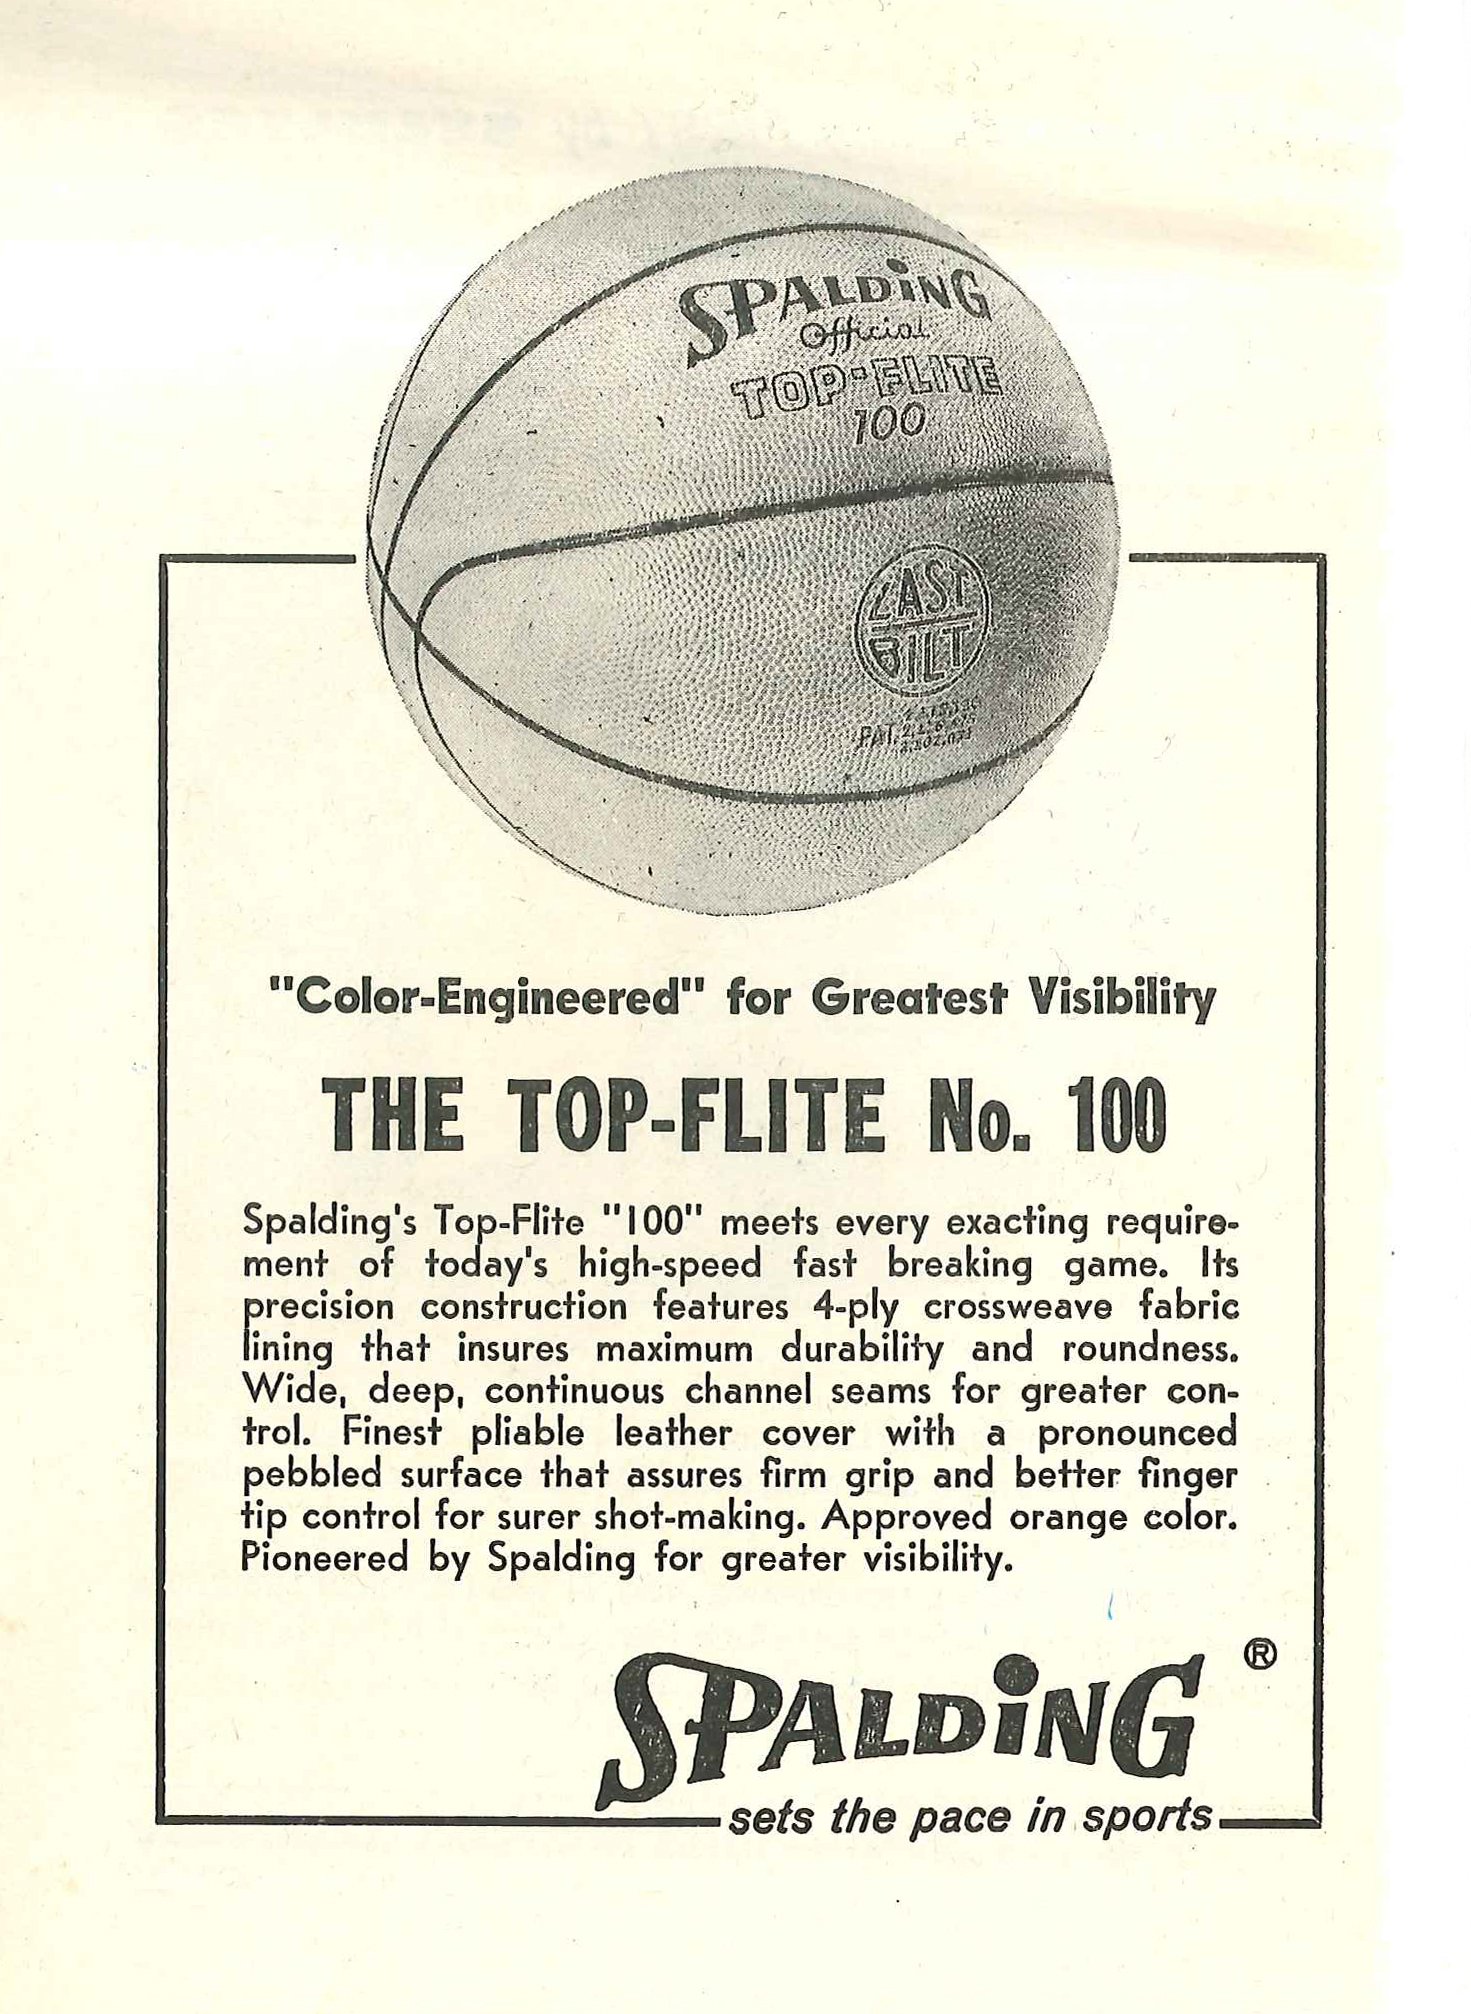 SPALDiNG
Official
TOP-FLITE
100
LAST
BILT
PAT.
"Color-Engineered" for Greatest Visibility
THE TOP-FLITE No. 100
Spalding's Top-Flite "100" meets every exacting require-
ment of today's high-speed fast breaking game. Its
precision construction features 4-ply crossweave fabric
lining that insures maximum durability and roundness.
Wide, deep, continuous channel seams for greater con-
trol. Finest pliable leather cover with a pronounced
pebbled surface that assures firm grip and better finger
tip control for surer shot-making. Approved orange color.
Pioneered by Spalding for greater visibility.
SPALDiNG ®
sets the pace in sports